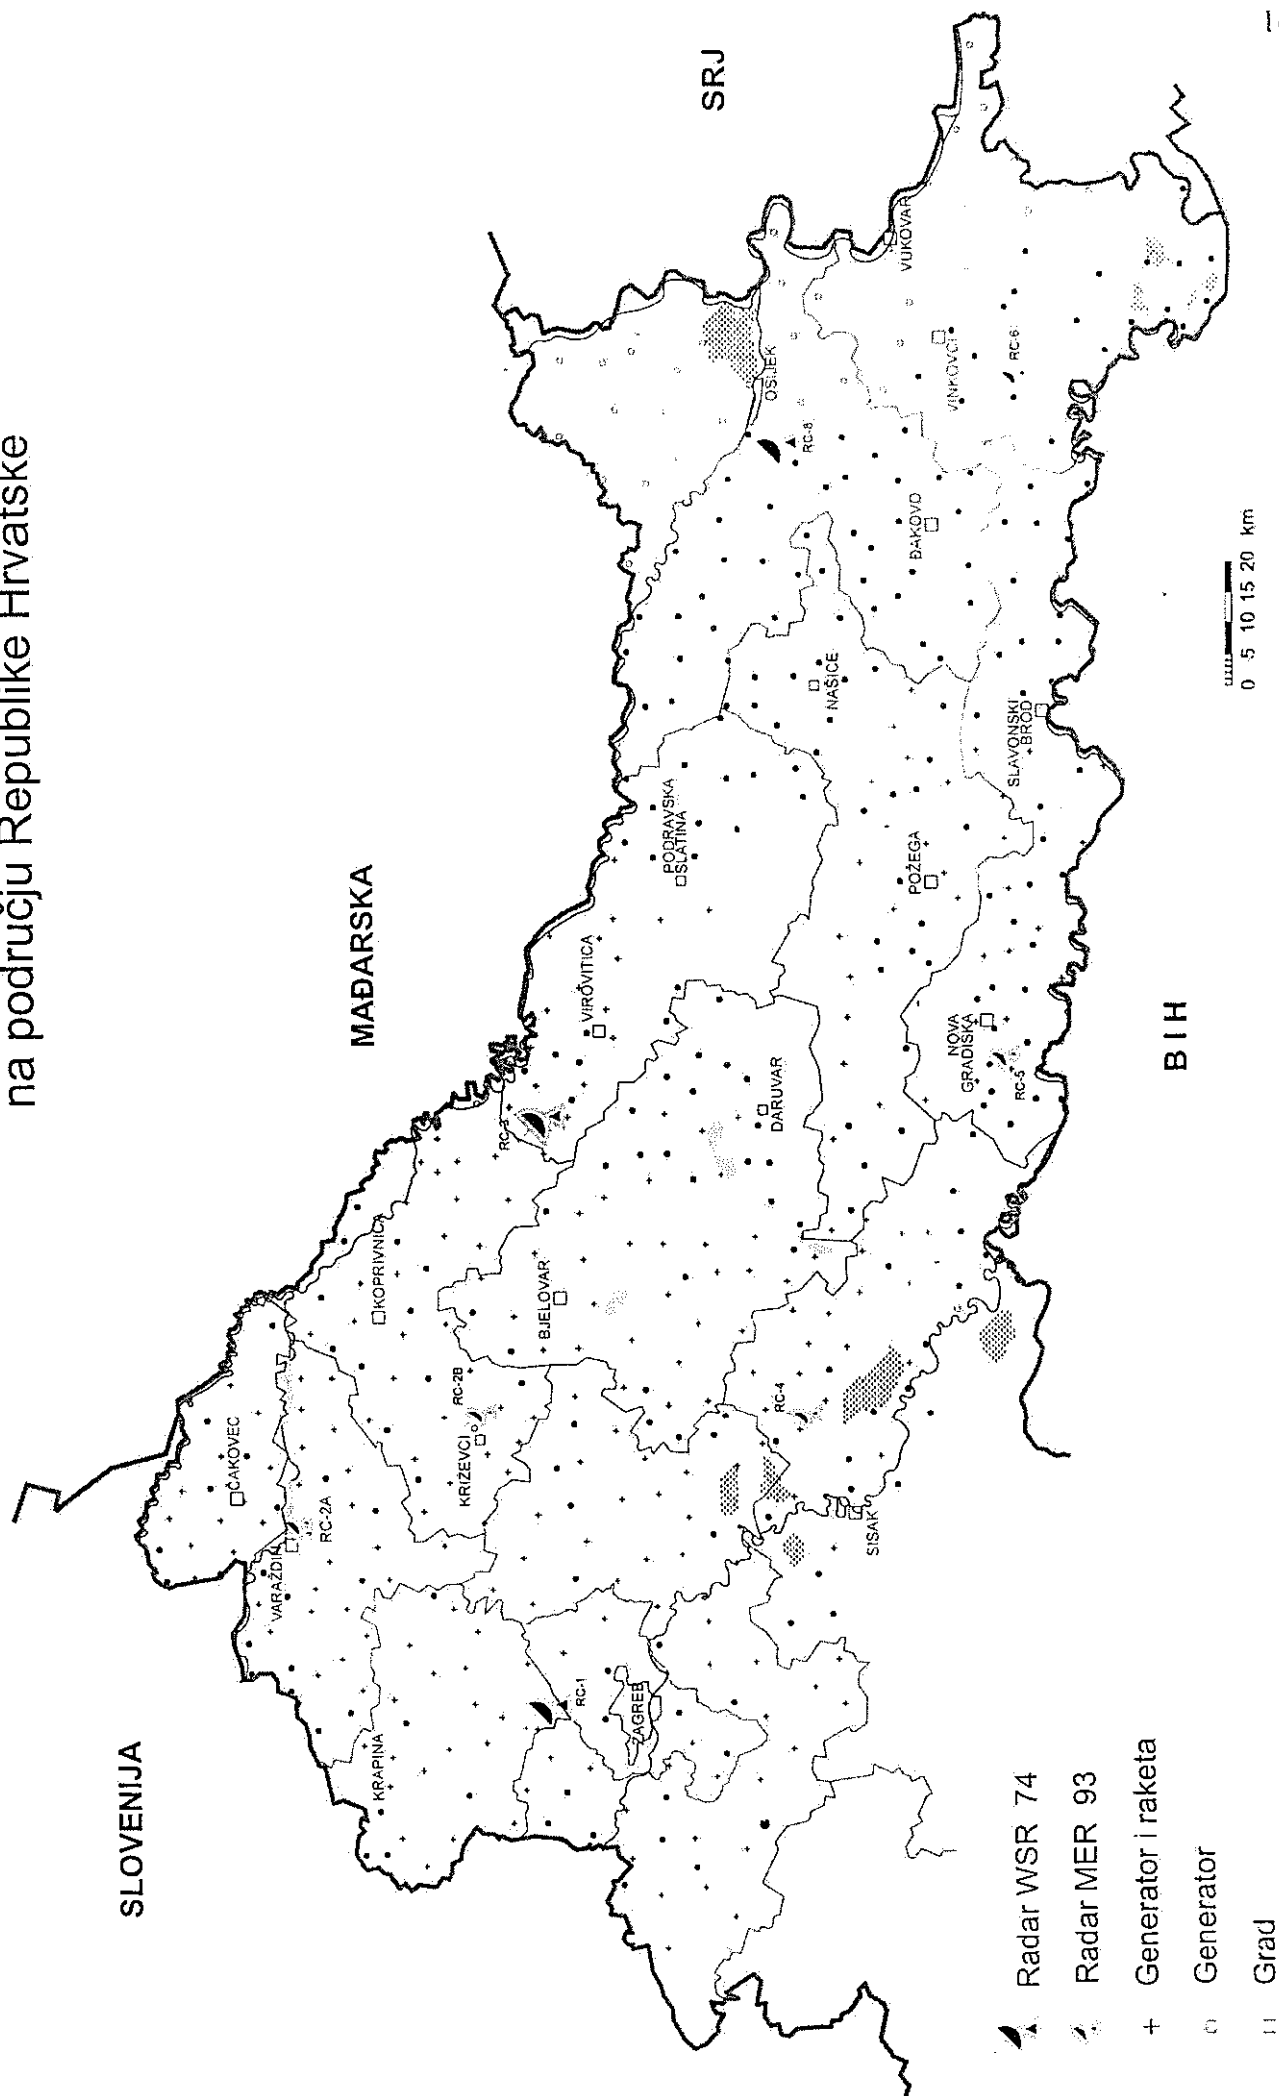 na području Republike Hrvatske
SLOVENIJA
MAĐARSKA
SRJ
BIH
ČAKOVEC
VARAŽDIN
RC-2A
KOPRIVNICA
KRAPINA
KRIŽEVCI
RC-2B
RC-3
BJELOVAR
VIROVITICA
RC-1
ZAGREB
PODRAVSKA
SLATINA
DARUVAR
RC-4
OSIJEK
RC-8
NAŠICE
SISAK
VUKOVAR
POŽEGA
ĐAKOVO
VINKOVCI
NOVA
GRADIŠKA
RC-5
SLAVONSKI
BROD
RC-6
Radar WSR 74
Radar MER 93
Generator i raketa
Generator
Grad
0 5 10 15 20 km